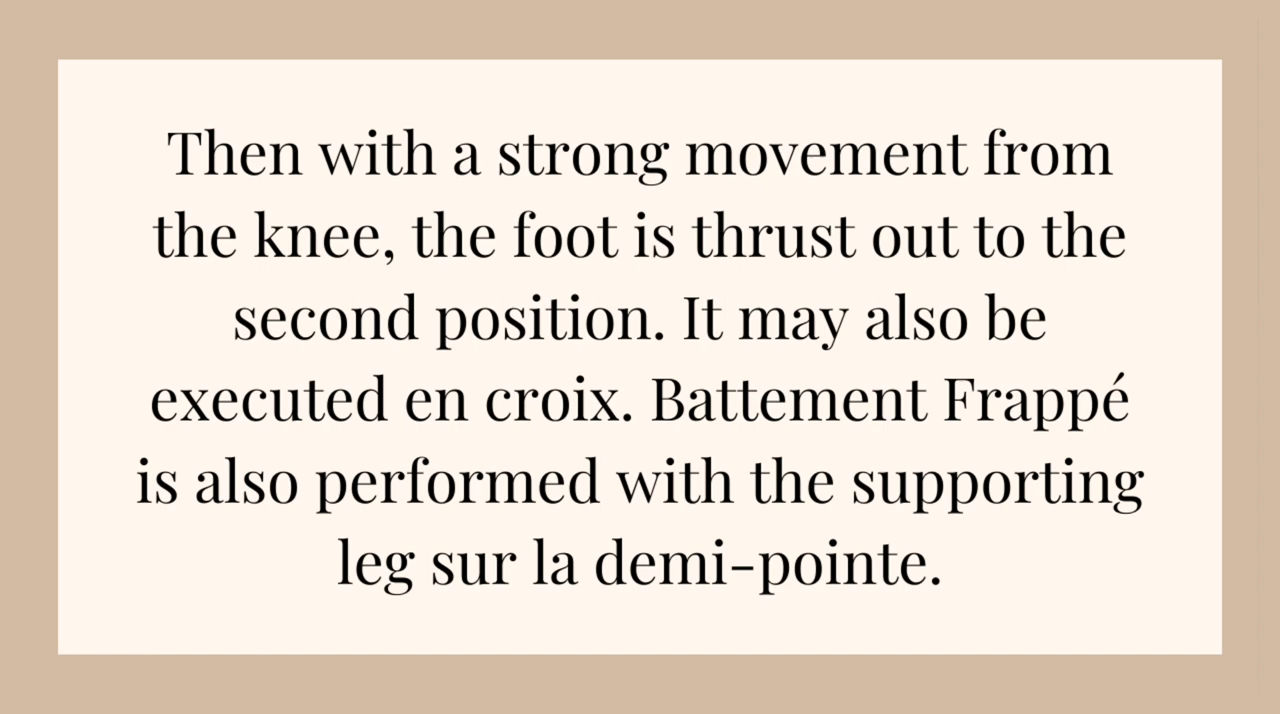 Then with a strong movement from
the knee, the foot is thrust out to the
second position. It may also be
executed en croix. Battement Frappé
is also performed with the supporting
leg sur la demi-pointe.